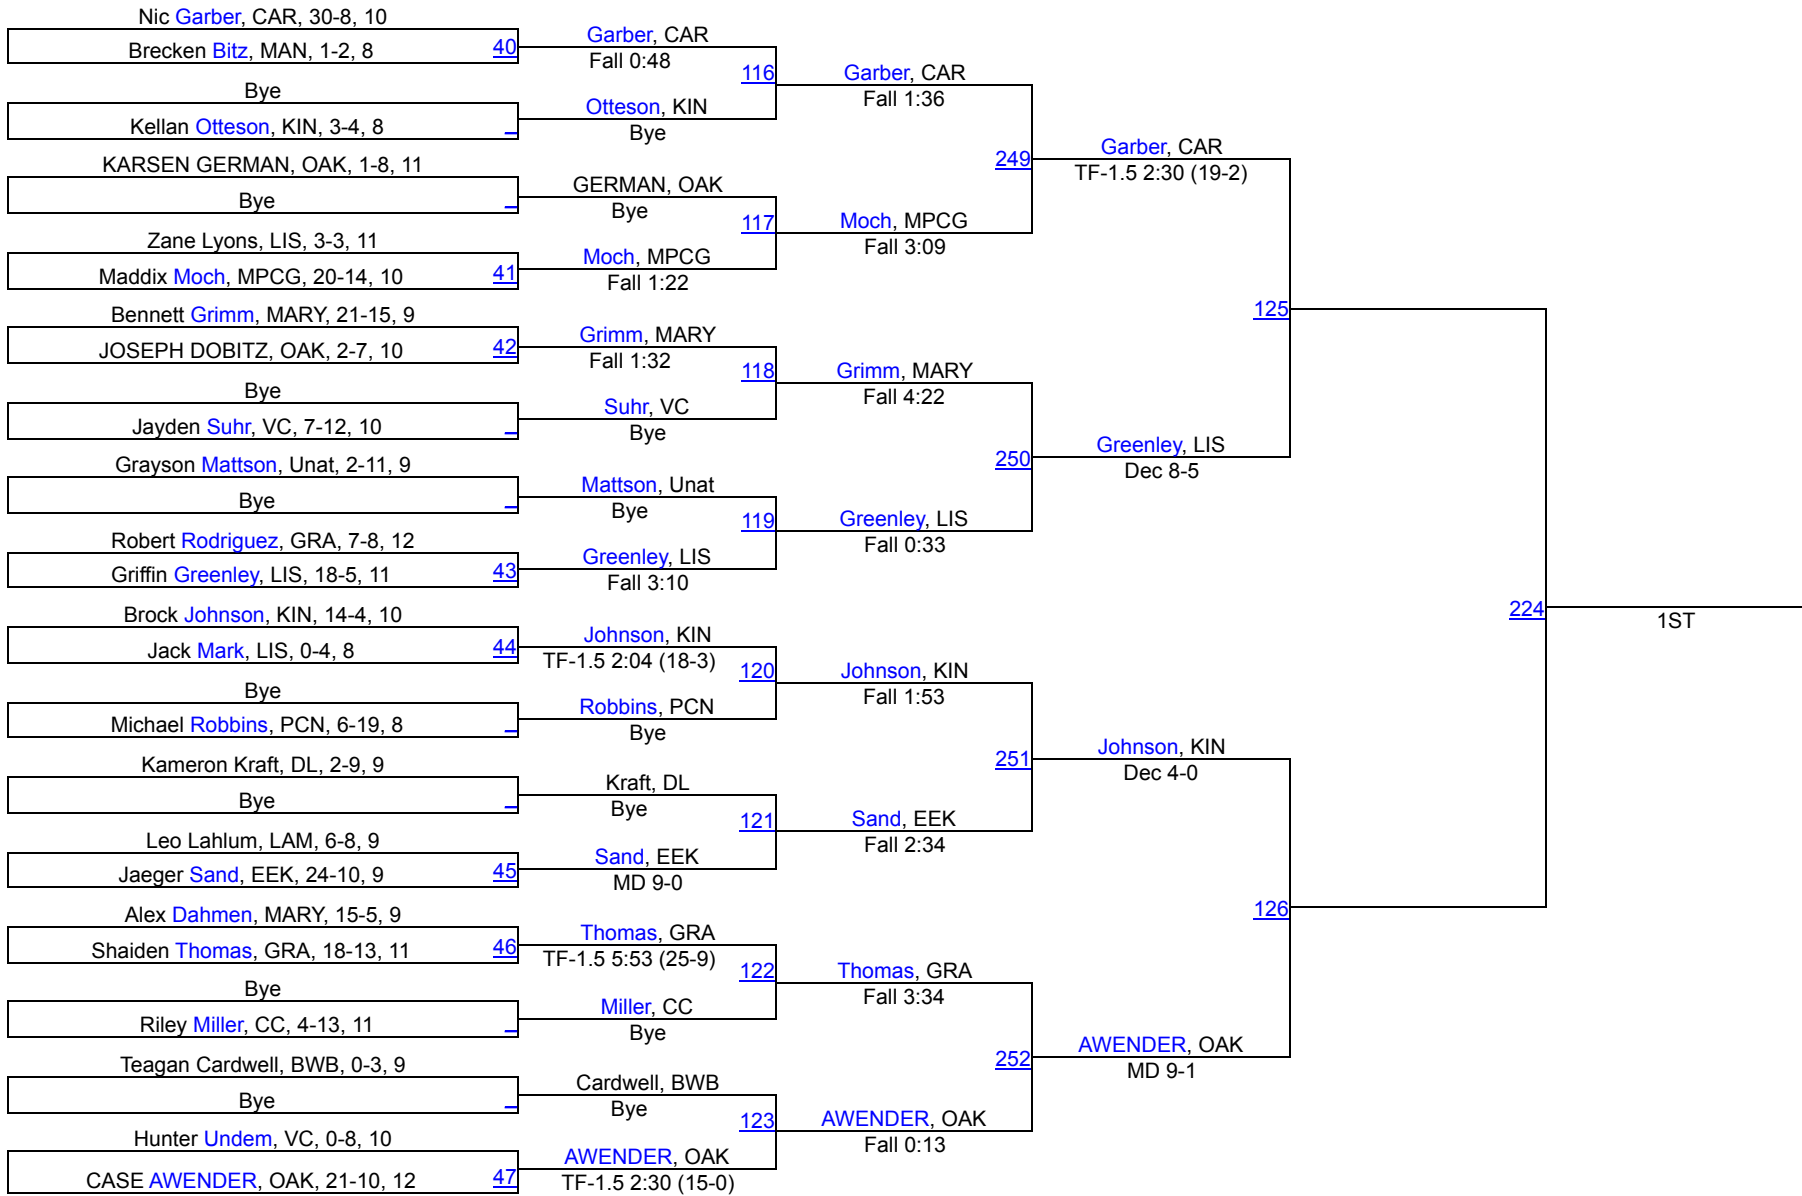 Nic Garber, CAR, 30-8, 10
Brecken Bitz, MAN, 1-2, 8
40
Bye
Kellan Otteson, KIN, 3-4, 8
KARSEN GERMAN, OAK, 1-8, 11
Bye
Zane Lyons, LIS, 3-3, 11
Maddix Moch, MPCG, 20-14, 10
41
Bennett Grimm, MARY, 21-15, 9
JOSEPH DOBITZ, OAK, 2-7, 10
42
Bye
Jayden Suhr, VC, 7-12, 10
Grayson Mattson, Unat, 2-11, 9
Bye
Robert Rodriguez, GRA, 7-8, 12
Griffin Greenley, LIS, 18-5, 11
43
Brock Johnson, KIN, 14-4, 10
Jack Mark, LIS, 0-4, 8
44
Bye
Michael Robbins, PCN, 6-19, 8
Kameron Kraft, DL, 2-9, 9
Bye
Leo Lahlum, LAM, 6-8, 9
Jaeger Sand, EEK, 24-10, 9
45
Alex Dahmen, MARY, 15-5, 9
Shaiden Thomas, GRA, 18-13, 11
46
Bye
Riley Miller, CC, 4-13, 11
Teagan Cardwell, BWB, 0-3, 9
Bye
Hunter Undem, VC, 0-8, 10
CASE AWENDER, OAK, 21-10, 12
47
Garber, CAR
Fall 0:48
116
Otteson, KIN
Bye
GERMAN, OAK
Bye
117
Moch, MPCG
Fall 1:22
Grimm, MARY
Fall 1:32
118
Suhr, VC
Bye
Mattson, Unat
Bye
119
Greenley, LIS
Fall 3:10
Johnson, KIN
TF-1.5 2:04 (18-3)
120
Robbins, PCN
Bye
Kraft, DL
Bye
121
Sand, EEK
MD 9-0
Thomas, GRA
TF-1.5 5:53 (25-9)
122
Miller, CC
Bye
Cardwell, BWB
Bye
123
AWENDER, OAK
TF-1.5 2:30 (15-0)
Garber, CAR
Fall 1:36
249
Moch, MPCG
Fall 3:09
Grimm, MARY
Fall 4:22
250
Greenley, LIS
Fall 0:33
Johnson, KIN
Fall 1:53
251
Sand, EEK
Fall 2:34
Thomas, GRA
Fall 3:34
252
AWENDER, OAK
Fall 0:13
Garber, CAR
TF-1.5 2:30 (19-2)
125
Greenley, LIS
Dec 8-5
Johnson, KIN
Dec 4-0
126
AWENDER, OAK
MD 9-1
224
1ST